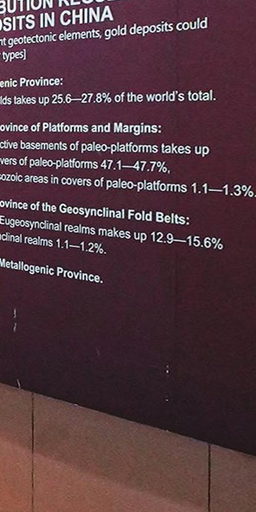 SITS IN CHINA
nt geotectonic elements, gold deposits could
types]
enic Province:
lds takes up 25.6—27.8% of the world's total.
ovince of Platforms and Margins:
ctive basements of paleo-platforms takes up
vers of paleo-platforms 47.1—47.7%,
sozoic areas in covers of paleo-platforms 1.1—1.3%.
ovince of the Geosynclinal Fold Belts:
Eugeosynclinal realms makes up 12.9—15.6%
clinal realms 1.1—1.2%.
Metallogenic Province.